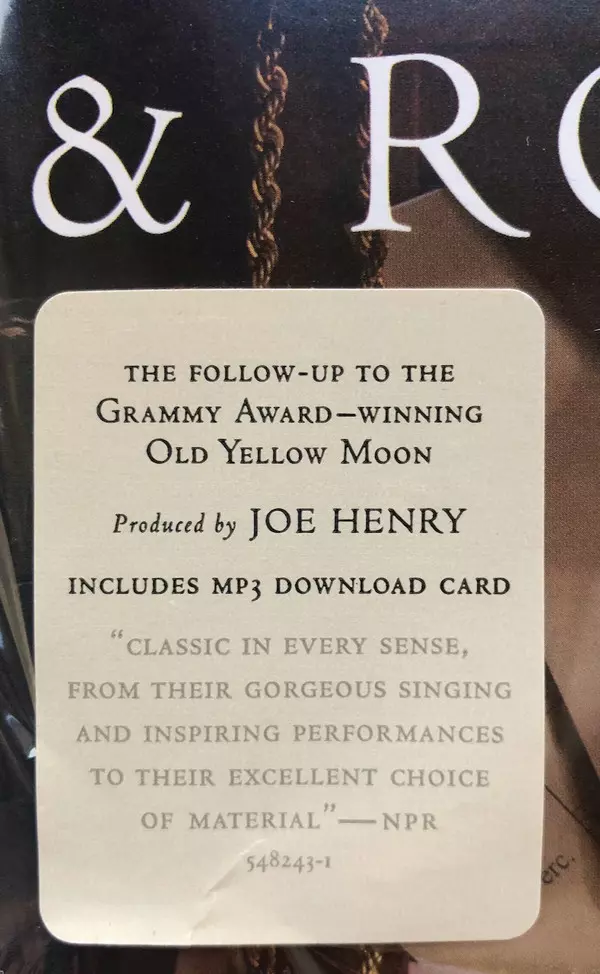 & R
THE FOLLOW-UP TO THE
GRAMMY AWARD–WINNING
OLD YELLOW MOON
Produced by JOE HENRY
INCLUDES MP3 DOWNLOAD CARD
“CLASSIC IN EVERY SENSE,
FROM THEIR GORGEOUS SINGING
AND INSPIRING PERFORMANCES
TO THEIR EXCELLENT CHOICE
OF MATERIAL”—NPR
548243-1
erc.